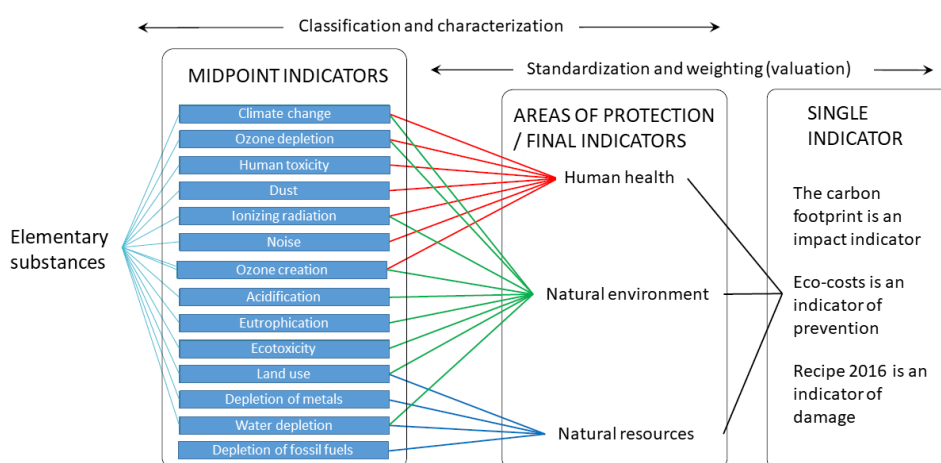 Classification and characterization
Standardization and weighting (valuation)
MIDPOINT INDICATORS
Climate change
Ozone depletion
Human toxicity
Dust
Ionizing radiation
Noise
Ozone creation
Acidification
Eutrophication
Ecotoxicity
Land use
Depletion of metals
Water depletion
Depletion of fossil fuels
Elementary
substances
AREAS OF PROTECTION
/ FINAL INDICATORS
Human health
Natural environment
Natural resources
SINGLE
INDICATOR
The carbon
footprint is an
impact indicator
Eco-costs is an
indicator of
prevention
Recipe 2016 is an
indicator of
damage